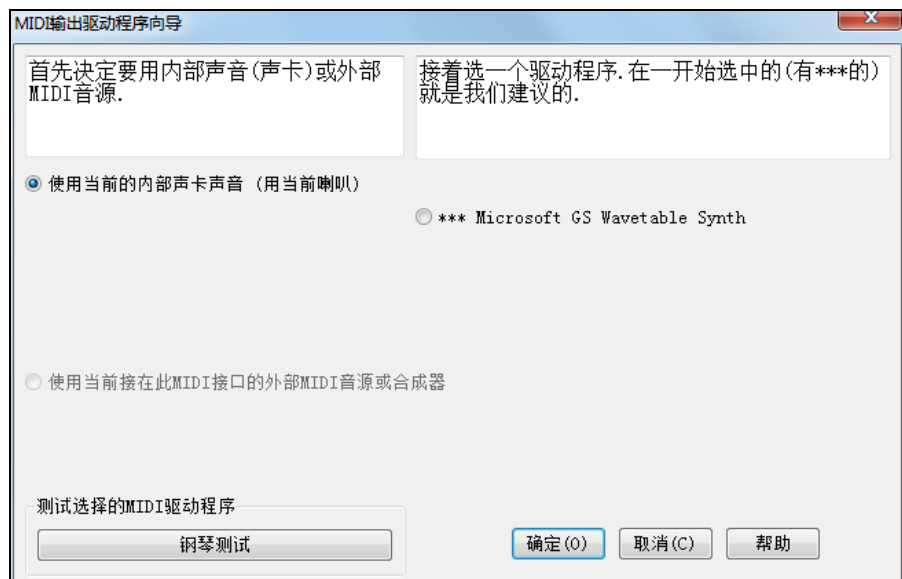 MIDI输出驱动程序向导
首先决定要用内部声音(声卡)或外部
MIDI音源.
接着选一个驱动程序.在一开始选中的(有***的)
就是我们建议的.
使用当前的内部声卡声音 (用当前喇叭)
*** Microsoft GS Wavetable Synth
使用当前接在此MIDI接口的外部MIDI音源或合成器
测试选择的MIDI驱动程序
钢琴测试
确定(O)
取消(C)
帮助